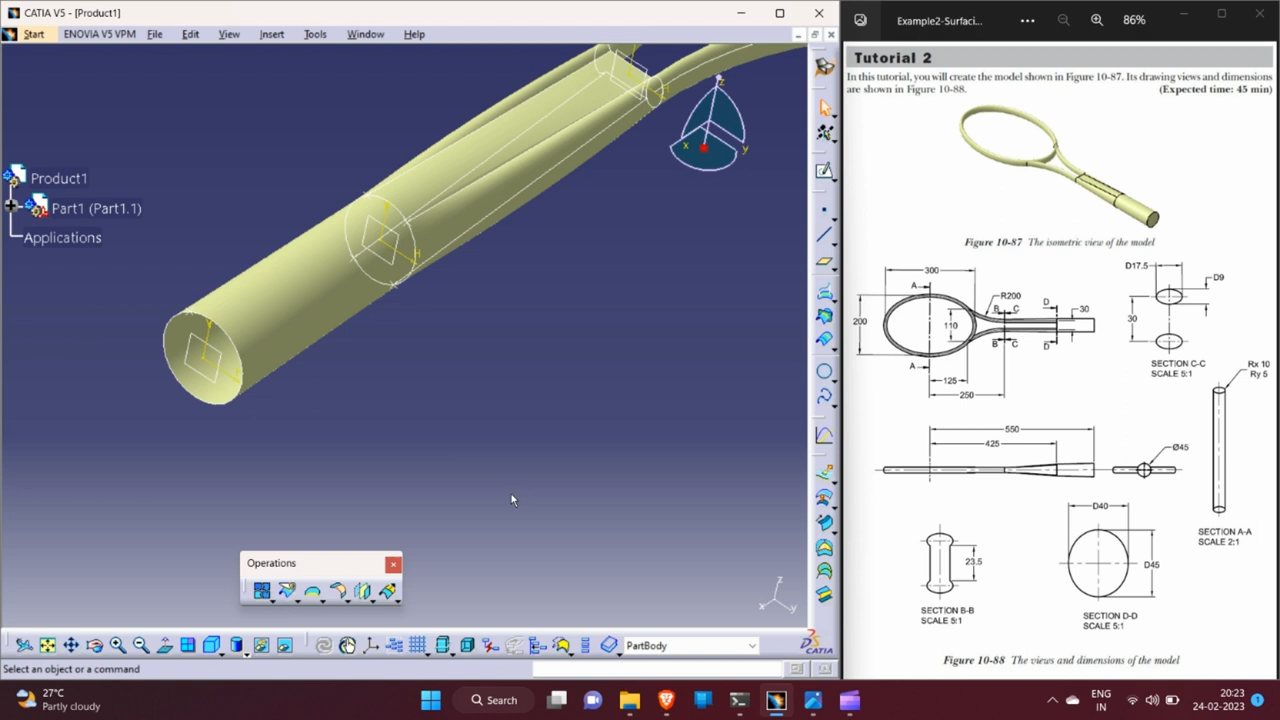 CATIA V5 - [Product1]
Start
ENOVIA V5 VPM
File
Edit
View
Insert
Tools
Window
Help
z
x
y
Product1
Part1 (Part1.1)
Applications
V
H
Operations
z
x
y
PartBody
CATIA
Select an object or a command
Example2-Surfaci...
86%
Tutorial 2
In this tutorial, you will create the model shown in Figure 10-87. Its drawing views and dimensions
are shown in Figure 10-88. (Expected time: 45 min)
Figure 10-87 The isometric view of the model
300
A
R200
B C
D
30
200
110
B C
D
A
125
250
D17.5
D9
30
SECTION C-C
SCALE 5:1
Rx 10
Ry 5
550
425
Ø45
SECTION A-A
SCALE 2:1
23.5
SECTION B-B
SCALE 5:1
D40
D45
SECTION D-D
SCALE 5:1
Figure 10-88 The views and dimensions of the model
27°C
Partly cloudy
Search
ENG
IN
20:23
24-02-2023
1